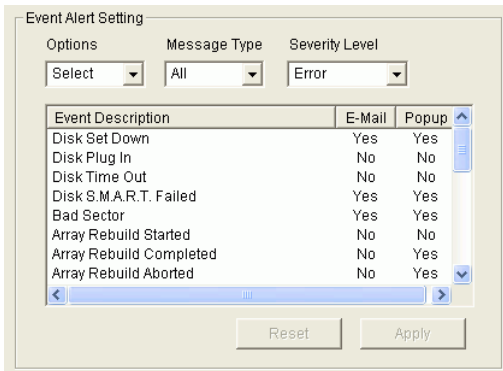 Event Alert Setting
Options Message Type Severity Level
Select All Error
Event Description E-Mail Popup
Disk Set Down Yes Yes
Disk Plug In No No
Disk Time Out No No
Disk S.M.A.R.T. Failed Yes Yes
Bad Sector Yes Yes
Array Rebuild Started No No
Array Rebuild Completed No Yes
Array Rebuild Aborted No Yes
Reset Apply